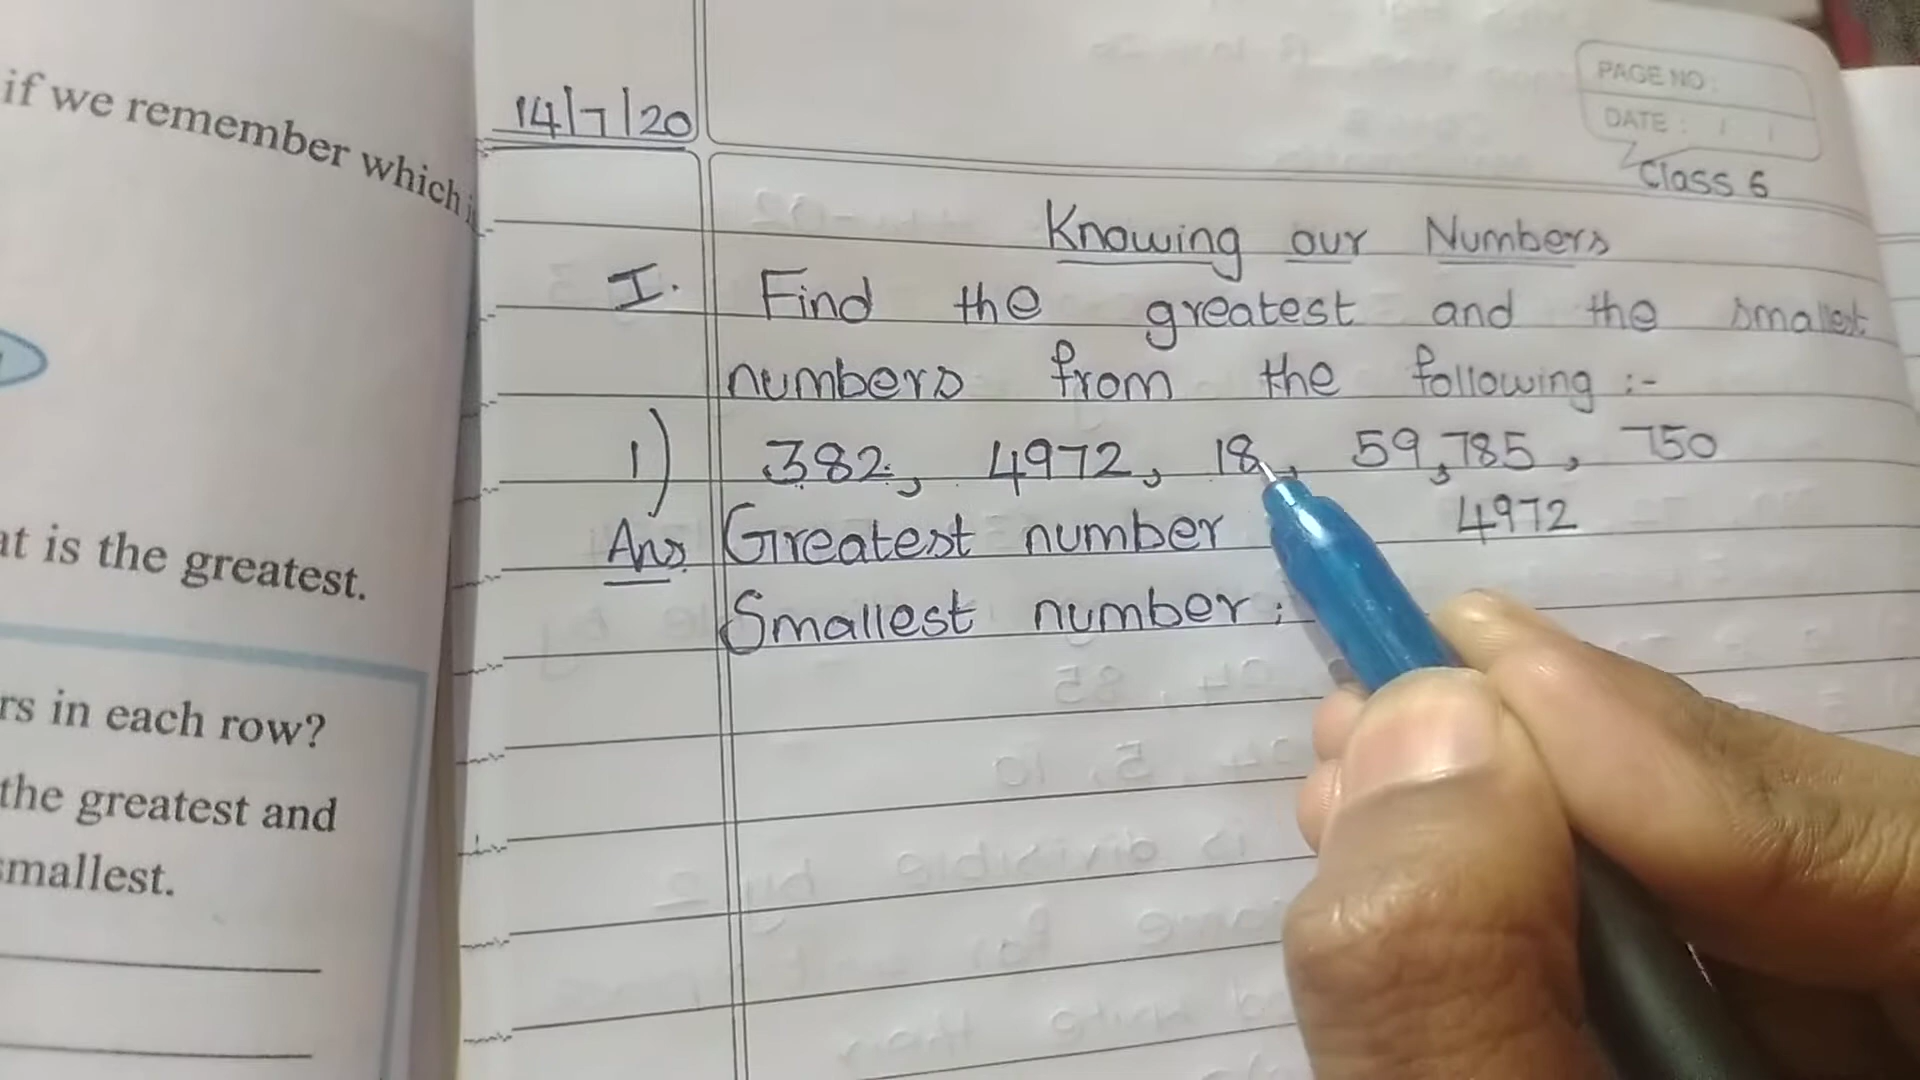 if we remember which
at is the greatest.
rs in each row?
the greatest and
smallest.
14/7/20
PAGE NO :
DATE : / /
Class 6
Knowing our Numbers
I. Find the greatest and the smallest
numbers from the following :-
1) 382, 4972, 18, 59,785, 750
Ans Greatest number 4972
Smallest number :